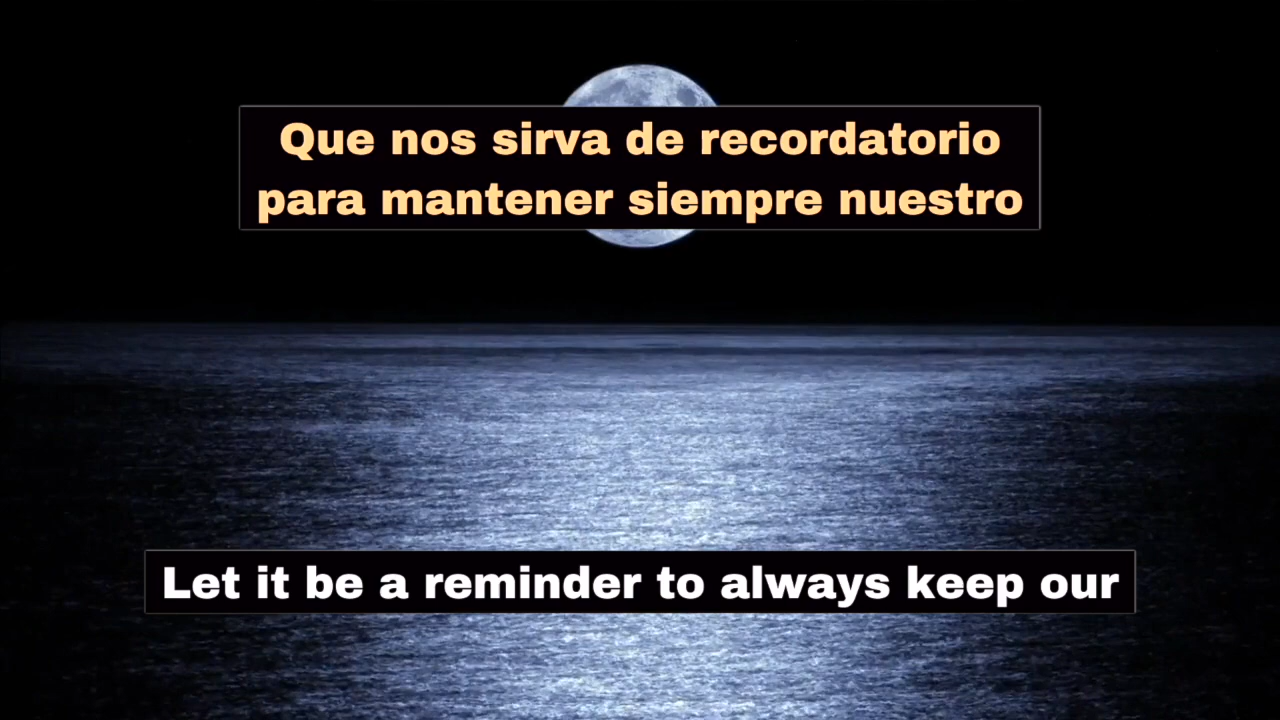 Que nos sirva de recordatorio
para mantener siempre nuestro
Let it be a reminder to always keep our